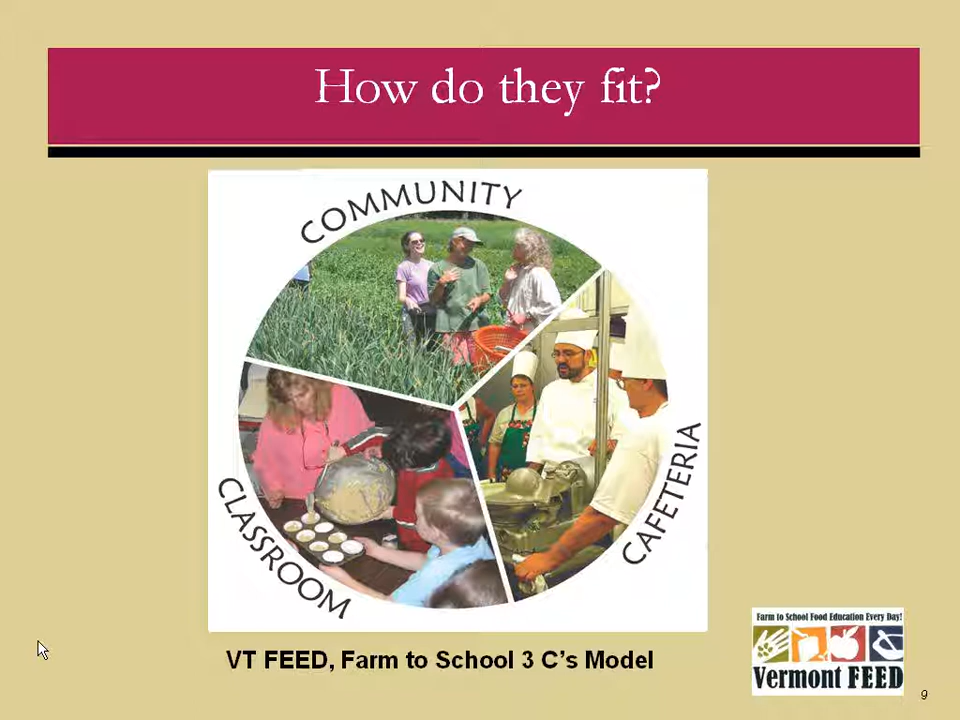 How do they fit?
COMMUNITY
CAFETERIA
CLASSROOM
VT FEED, Farm to School 3 C's Model
Farm to School Food Education Every Day!
Vermont FEED
9